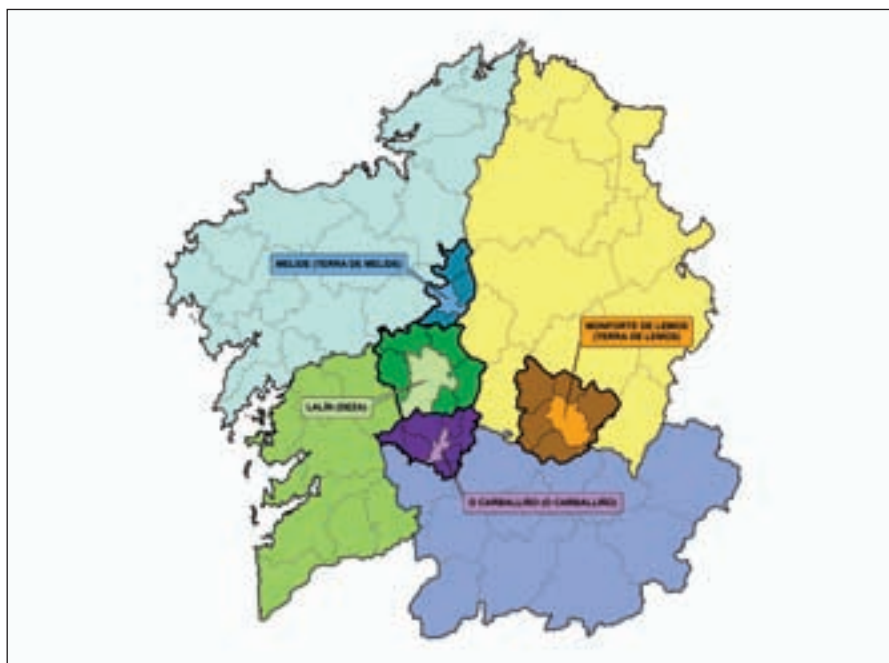 MELIDE (TERRA DE MELIDE)
MONFORTE DE LEMOS
(TERRA DE LEMOS)
LALÍN (DEZA)
O CARBALLIÑO (O CARBALLIÑO)